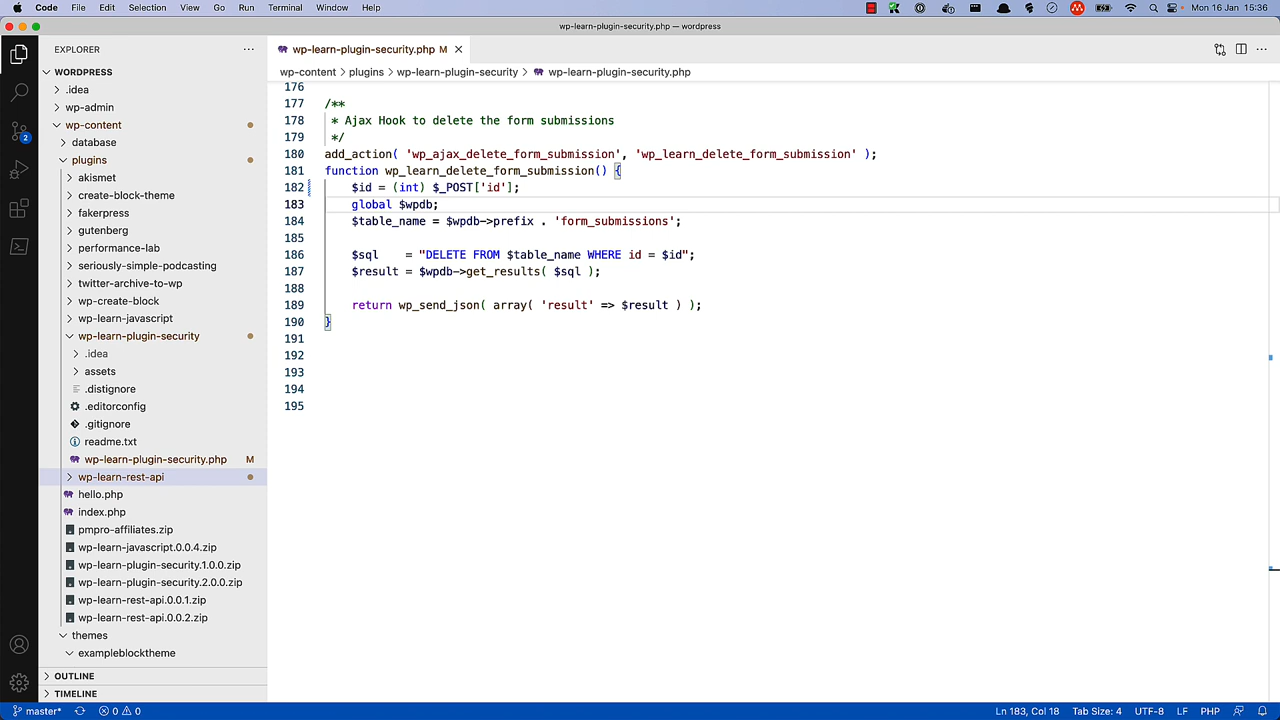 Code File Edit Selection View Go Run Terminal Window Help Mon 16 Jan 15:36
wp-learn-plugin-security.php — wordpress
EXPLORER ...
wp-learn-plugin-security.php M
WORDPRESS
wp-content > plugins > wp-learn-plugin-security > wp-learn-plugin-security.php
.idea
wp-admin
wp-content
database
plugins
akismet
create-block-theme
fakerpress
gutenberg
performance-lab
seriously-simple-podcasting
twitter-archive-to-wp
wp-create-block
wp-learn-javascript
wp-learn-plugin-security
.idea
assets
.distignore
.editorconfig
.gitignore
readme.txt
wp-learn-plugin-security.php M
wp-learn-rest-api
hello.php
index.php
pmpro-affiliates.zip
wp-learn-javascript.0.0.4.zip
wp-learn-plugin-security.1.0.0.zip
wp-learn-plugin-security.2.0.0.zip
wp-learn-rest-api.0.0.1.zip
wp-learn-rest-api.0.0.2.zip
themes
exampleblocktheme
OUTLINE
TIMELINE
2
176
177 /**
178 * Ajax Hook to delete the form submissions
179 */
180 add_action( 'wp_ajax_delete_form_submission', 'wp_learn_delete_form_submission' );
181 function wp_learn_delete_form_submission() {
182 $id = (int) $_POST['id'];
183 global $wpdb;
184 $table_name = $wpdb->prefix . 'form_submissions';
185
186 $sql    = "DELETE FROM $table_name WHERE id = $id";
187 $result = $wpdb->get_results( $sql );
188
189 return wp_send_json( array( 'result' => $result ) );
190 }
191
192
193
194
195
master* 0 0 Ln 183, Col 18 Tab Size: 4 UTF-8 LF PHP